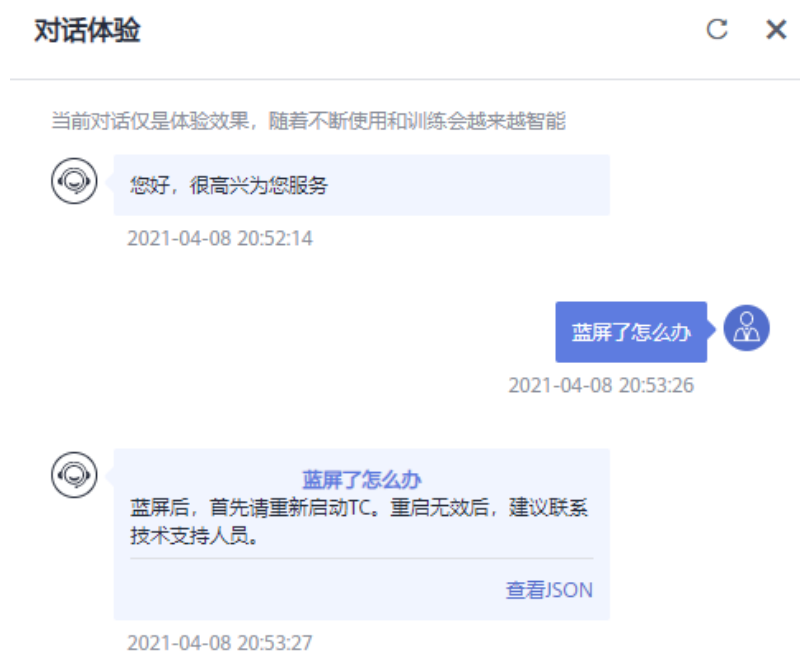 对话体验
当前对话仅是体验效果，随着不断使用和训练会越来越智能
您好，很高兴为您服务
2021-04-08 20:52:14
蓝屏了怎么办
2021-04-08 20:53:26
蓝屏了怎么办
蓝屏后，首先请重新启动TC。重启无效后，建议联系
技术支持人员。
查看JSON
2021-04-08 20:53:27